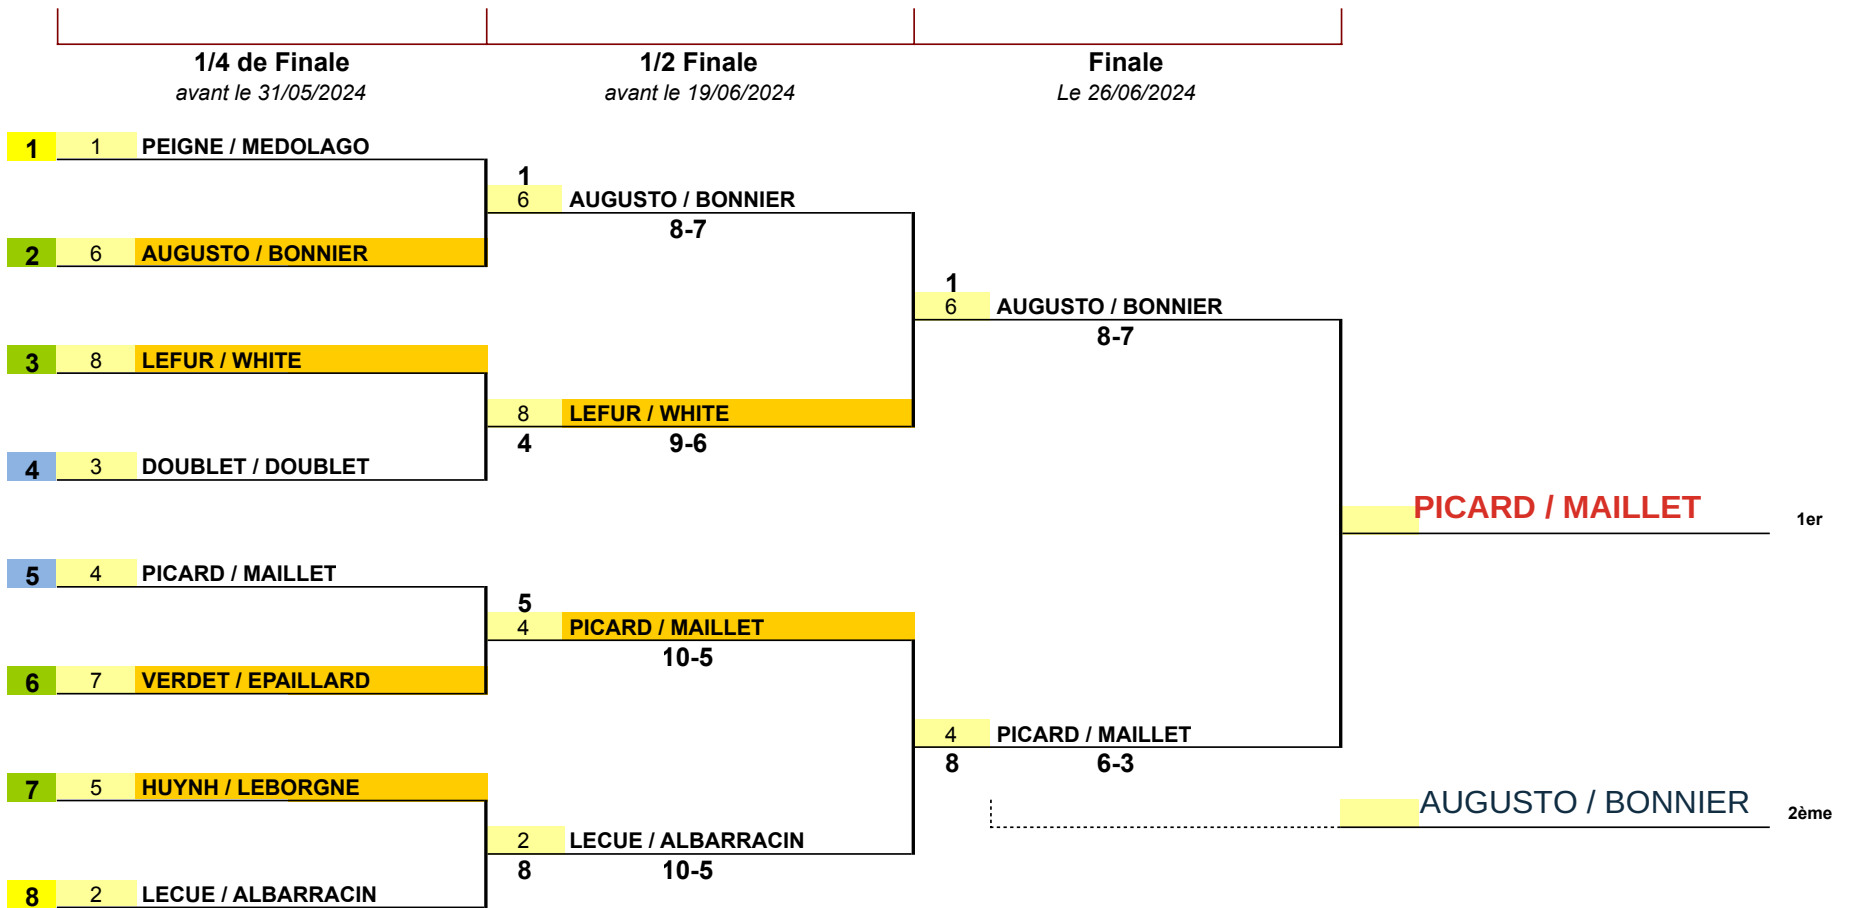 1/4 de Finale
avant le 31/05/2024
1/2 Finale
avant le 19/06/2024
Finale
Le 26/06/2024
1 1 PEIGNE / MEDOLAGO
1
6 AUGUSTO / BONNIER
8-7
2 6 AUGUSTO / BONNIER
1
6 AUGUSTO / BONNIER
8-7
3 8 LEFUR / WHITE
8 LEFUR / WHITE
4 9-6
4 3 DOUBLET / DOUBLET
PICARD / MAILLET 1er
5 4 PICARD / MAILLET
5
4 PICARD / MAILLET
10-5
6 7 VERDET / EPAILLARD
4 PICARD / MAILLET
8 6-3
7 5 HUYNH / LEBORGNE
AUGUSTO / BONNIER 2ème
2 LECUE / ALBARRACIN
8 10-5
8 2 LECUE / ALBARRACIN